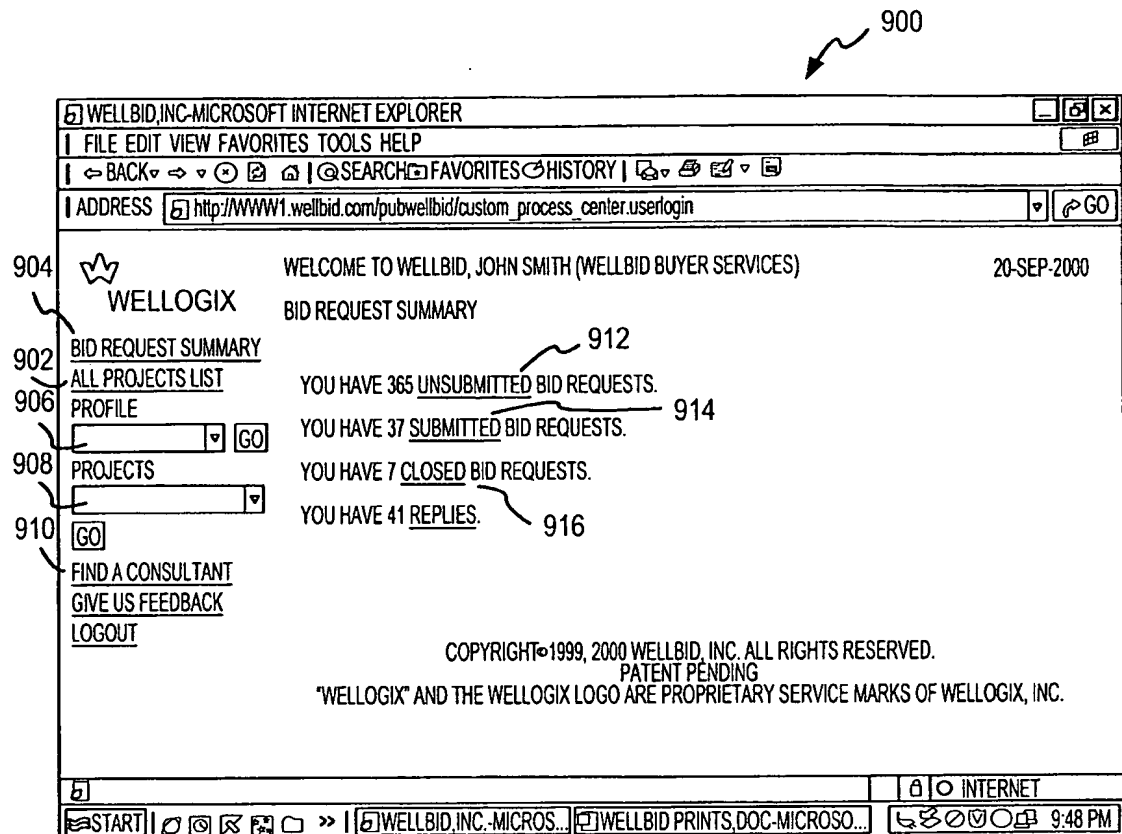 900
WELLBID,INC-MICROSOFT INTERNET EXPLORER
FILE EDIT VIEW FAVORITES TOOLS HELP
BACK SEARCH FAVORITES HISTORY
ADDRESS http://WWW1.wellbid.com/pubwellbid/custom_process_center.userlogin GO
904
WELLOGIX
WELCOME TO WELLBID, JOHN SMITH (WELLBID BUYER SERVICES) 20-SEP-2000
BID REQUEST SUMMARY
BID REQUEST SUMMARY
912
902
ALL PROJECTS LIST
YOU HAVE 365 UNSUBMITTED BID REQUESTS.
906
PROFILE
914
GO
YOU HAVE 37 SUBMITTED BID REQUESTS.
908
PROJECTS
YOU HAVE 7 CLOSED BID REQUESTS.
YOU HAVE 41 REPLIES.
916
910
GO
FIND A CONSULTANT
GIVE US FEEDBACK
LOGOUT
COPYRIGHT©1999, 2000 WELLBID, INC. ALL RIGHTS RESERVED.
PATENT PENDING
"WELLOGIX" AND THE WELLOGIX LOGO ARE PROPRIETARY SERVICE MARKS OF WELLOGIX, INC.
INTERNET
START >> WELLBID,INC.-MICROS... WELLBID PRINTS,DOC-MICROSO... 9:48 PM